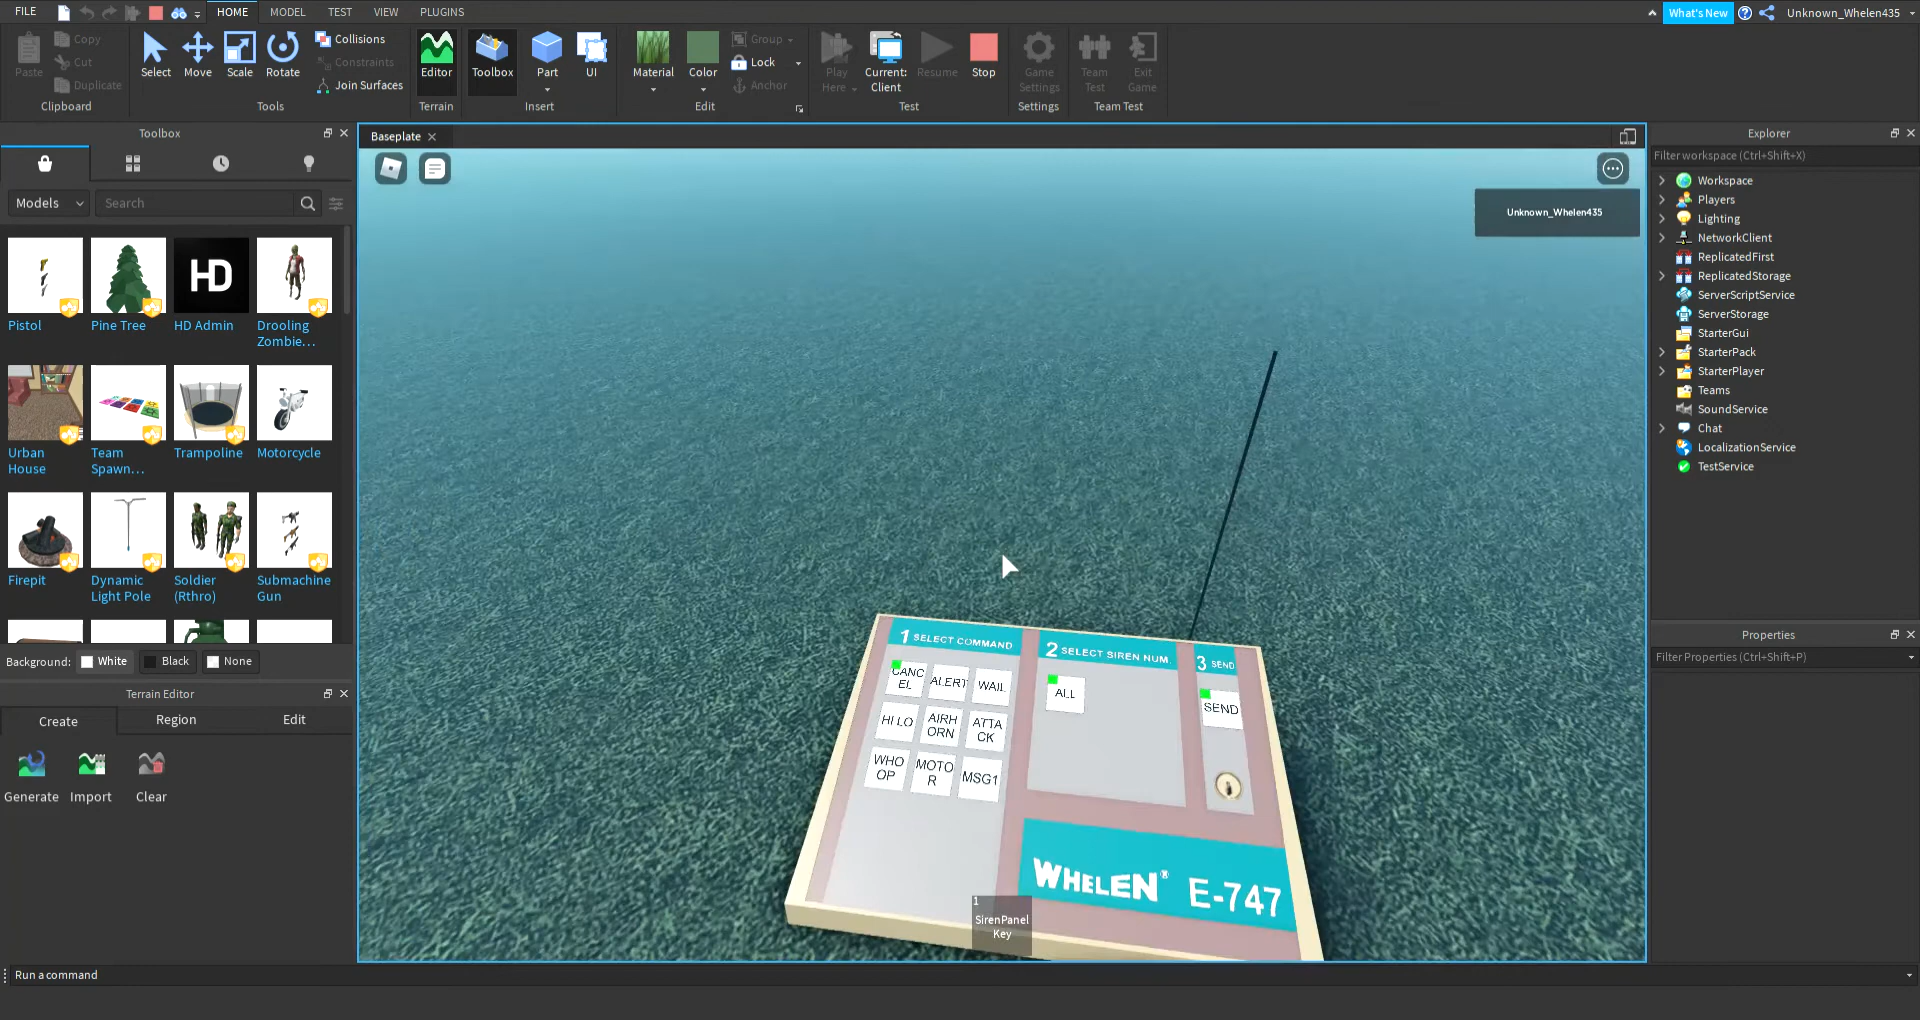 FILE
HOME
MODEL
TEST
VIEW
PLUGINS
What's New
Unknown_Whelen435
Paste
Copy
Cut
Duplicate
Clipboard
Select
Move
Scale
Rotate
Collisions
Constraints
Join Surfaces
Tools
Editor
Terrain
Toolbox
Part
UI
Insert
Material
Color
Group
Lock
Anchor
Edit
Play
Here
Current:
Client
Resume
Stop
Test
Game
Settings
Settings
Team
Test
Exit
Game
Team Test
Toolbox
Models
Search
Pistol
Pine Tree
HD
HD Admin
Drooling
Zombie...
Urban
House
Team
Spawn...
Trampoline
Motorcycle
Firepit
Dynamic
Light Pole
Soldier
(Rthro)
Submachine
Gun
Background:
White
Black
None
Terrain Editor
Create
Region
Edit
Generate
Import
Clear
Baseplate
Unknown_Whelen435
1 SELECT COMMAND
CANC
EL
ALERT
WAIL
HI LO
AIRH
ORN
ATTA
CK
WHO
OP
MOTO
R
MSG1
2 SELECT SIREN NUM.
ALL
3 SEND
SEND
WHELEN® E-747
1
SirenPanel
Key
Explorer
Filter workspace (Ctrl+Shift+X)
Workspace
Players
Lighting
NetworkClient
ReplicatedFirst
ReplicatedStorage
ServerScriptService
ServerStorage
StarterGui
StarterPack
StarterPlayer
Teams
SoundService
Chat
LocalizationService
TestService
Properties
Filter Properties (Ctrl+Shift+P)
Run a command